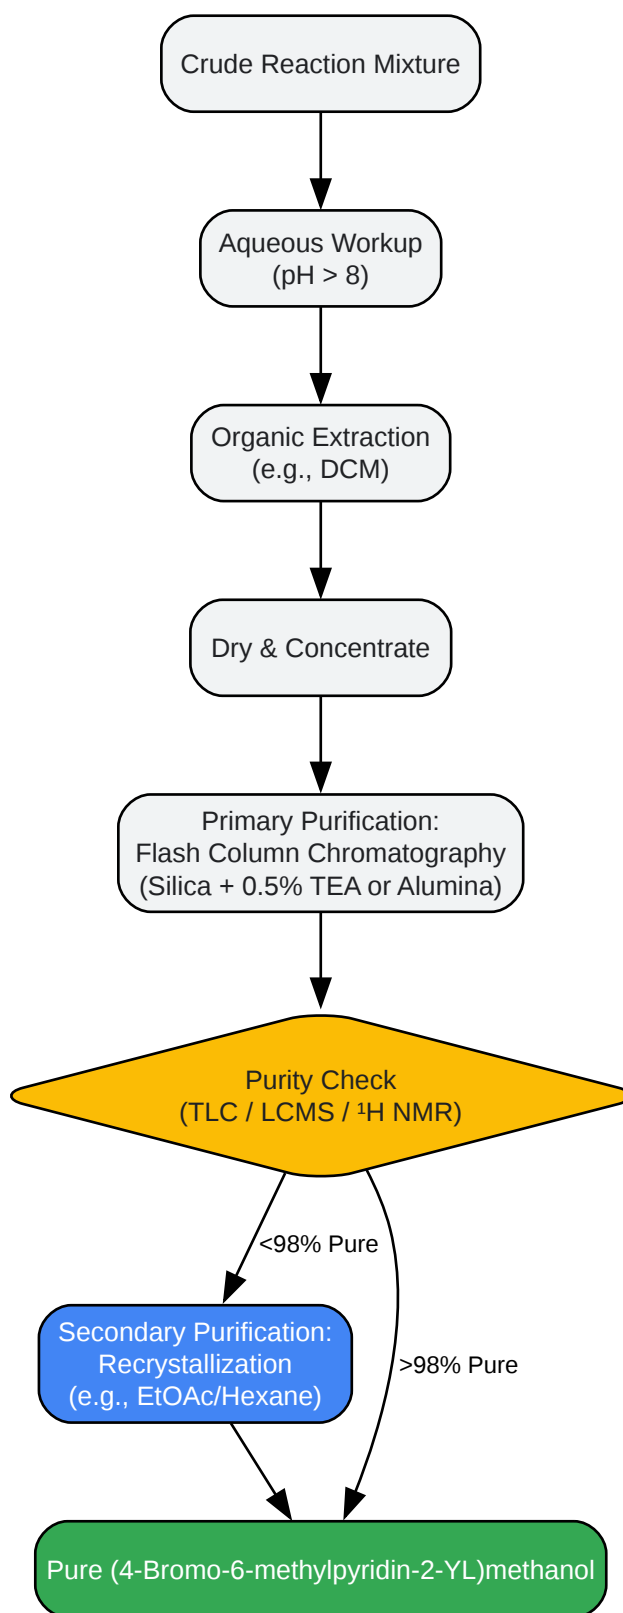 Crude Reaction Mixture
Aqueous Workup
(pH > 8)
Organic Extraction
(e.g., DCM)
Dry & Concentrate
Primary Purification:
Flash Column Chromatography
(Silica + 0.5% TEA or Alumina)
Purity Check
(TLC / LCMS / ¹H NMR)
<98% Pure
Secondary Purification:
Recrystallization
(e.g., EtOAc/Hexane)
>98% Pure
Pure (4-Bromo-6-methylpyridin-2-YL)methanol